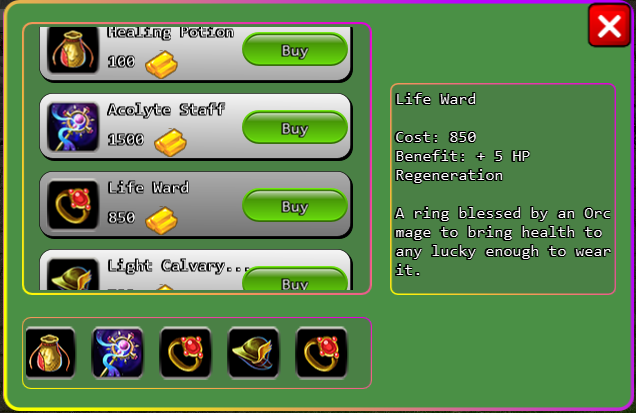 Healing Potion
100
Buy
Acolyte Staff
1500
Buy
Life Ward
850
Buy
Light Calvary...
Buy
Life Ward
Cost: 850
Benefit: + 5 HP
Regeneration
A ring blessed by an Orc
mage to bring health to
any lucky enough to wear
it.